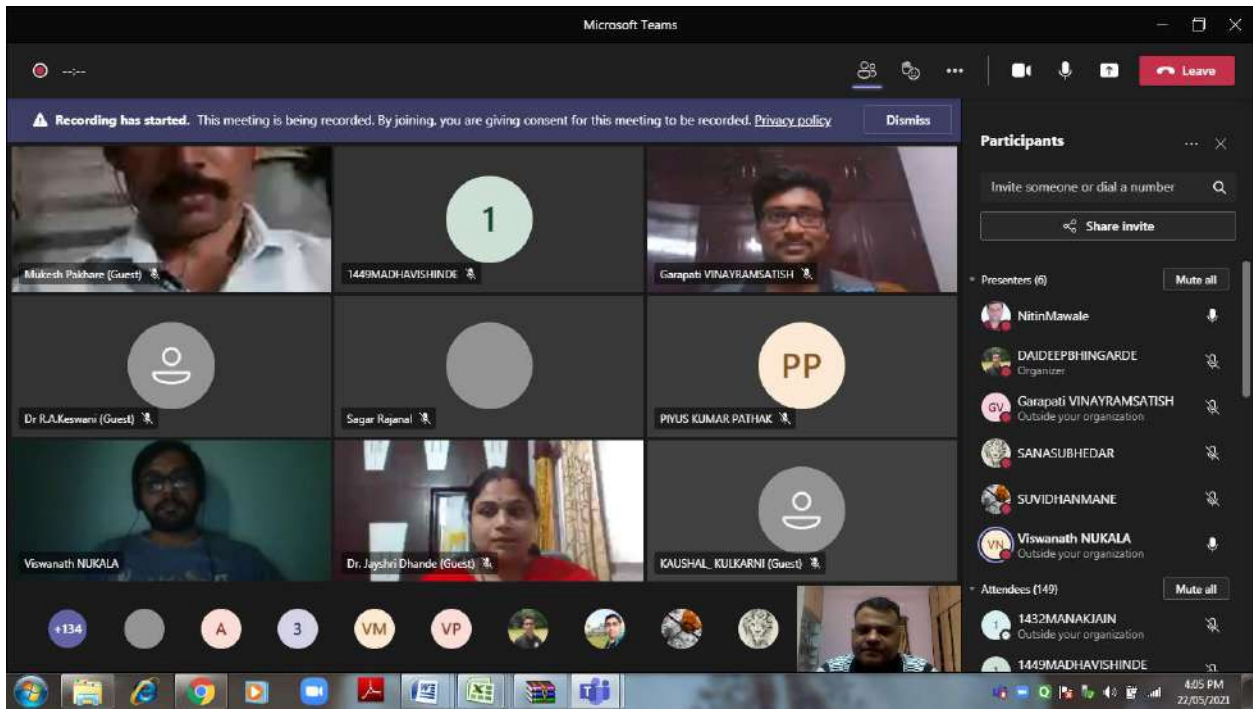 Microsoft Teams
--:--
Leave
Recording has started. This meeting is being recorded. By joining, you are giving consent for this meeting to be recorded. Privacy policy
Dismiss
Mukesh Pakhare (Guest)
1
1449MADHAVISHINDE
Garapati VINAYRAMSATISH
Dr R.A.Keswani (Guest)
Sagar Rajanal
PP
PIYUS KUMAR PATHAK
Viswanath NUKALA
Dr. Jayshri Dhande (Guest)
KAUSHAL_ KULKARNI (Guest)
+134
A
3
VM
VP
Participants
Invite someone or dial a number
Share invite
Presenters (6)
Mute all
NitinMawale
DAIDEEPBHINGARDE
Organizer
GV
Garapati VINAYRAMSATISH
Outside your organization
SANASUBHEDAR
SUVIDHANMANE
VN
Viswanath NUKALA
Outside your organization
Attendees (149)
Mute all
1
1432MANAKJAIN
Outside your organization
1449MADHAVISHINDE
4:05 PM
22/05/2021